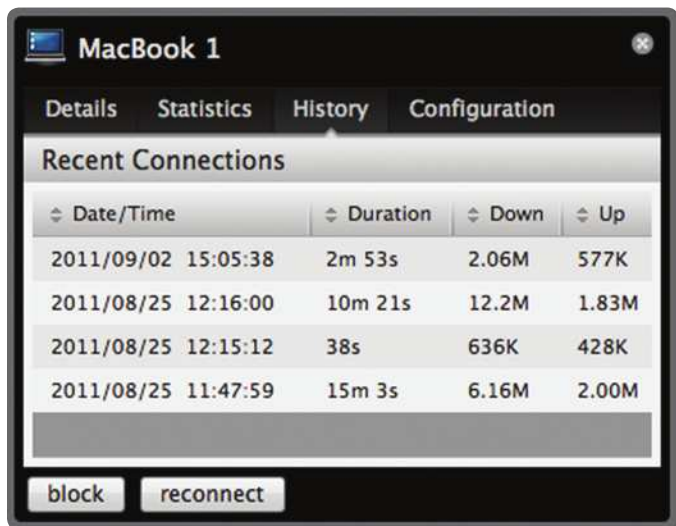 MacBook 1
Details Statistics History Configuration
Recent Connections
Date/Time Duration Down Up
2011/09/02 15:05:38 2m 53s 2.06M 577K
2011/08/25 12:16:00 10m 21s 12.2M 1.83M
2011/08/25 12:15:12 38s 636K 428K
2011/08/25 11:47:59 15m 3s 6.16M 2.00M
block reconnect